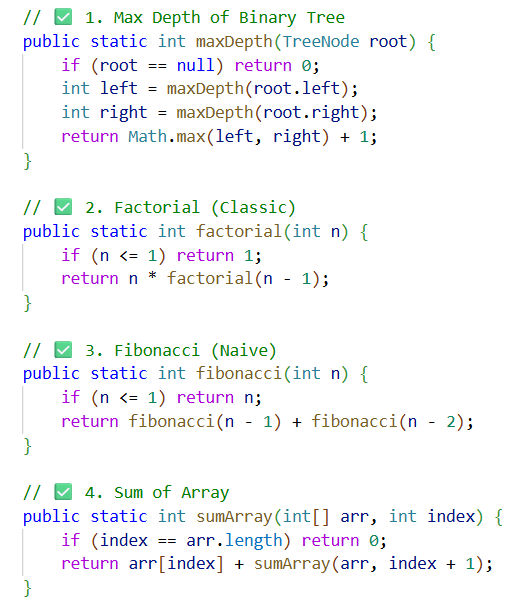 // ✅ 1. Max Depth of Binary Tree
public static int maxDepth(TreeNode root) {
    if (root == null) return 0;
    int left = maxDepth(root.left);
    int right = maxDepth(root.right);
    return Math.max(left, right) + 1;
}

// ✅ 2. Factorial (Classic)
public static int factorial(int n) {
    if (n <= 1) return 1;
    return n * factorial(n - 1);
}

// ✅ 3. Fibonacci (Naive)
public static int fibonacci(int n) {
    if (n <= 1) return n;
    return fibonacci(n - 1) + fibonacci(n - 2);
}

// ✅ 4. Sum of Array
public static int sumArray(int[] arr, int index) {
    if (index == arr.length) return 0;
    return arr[index] + sumArray(arr, index + 1);
}